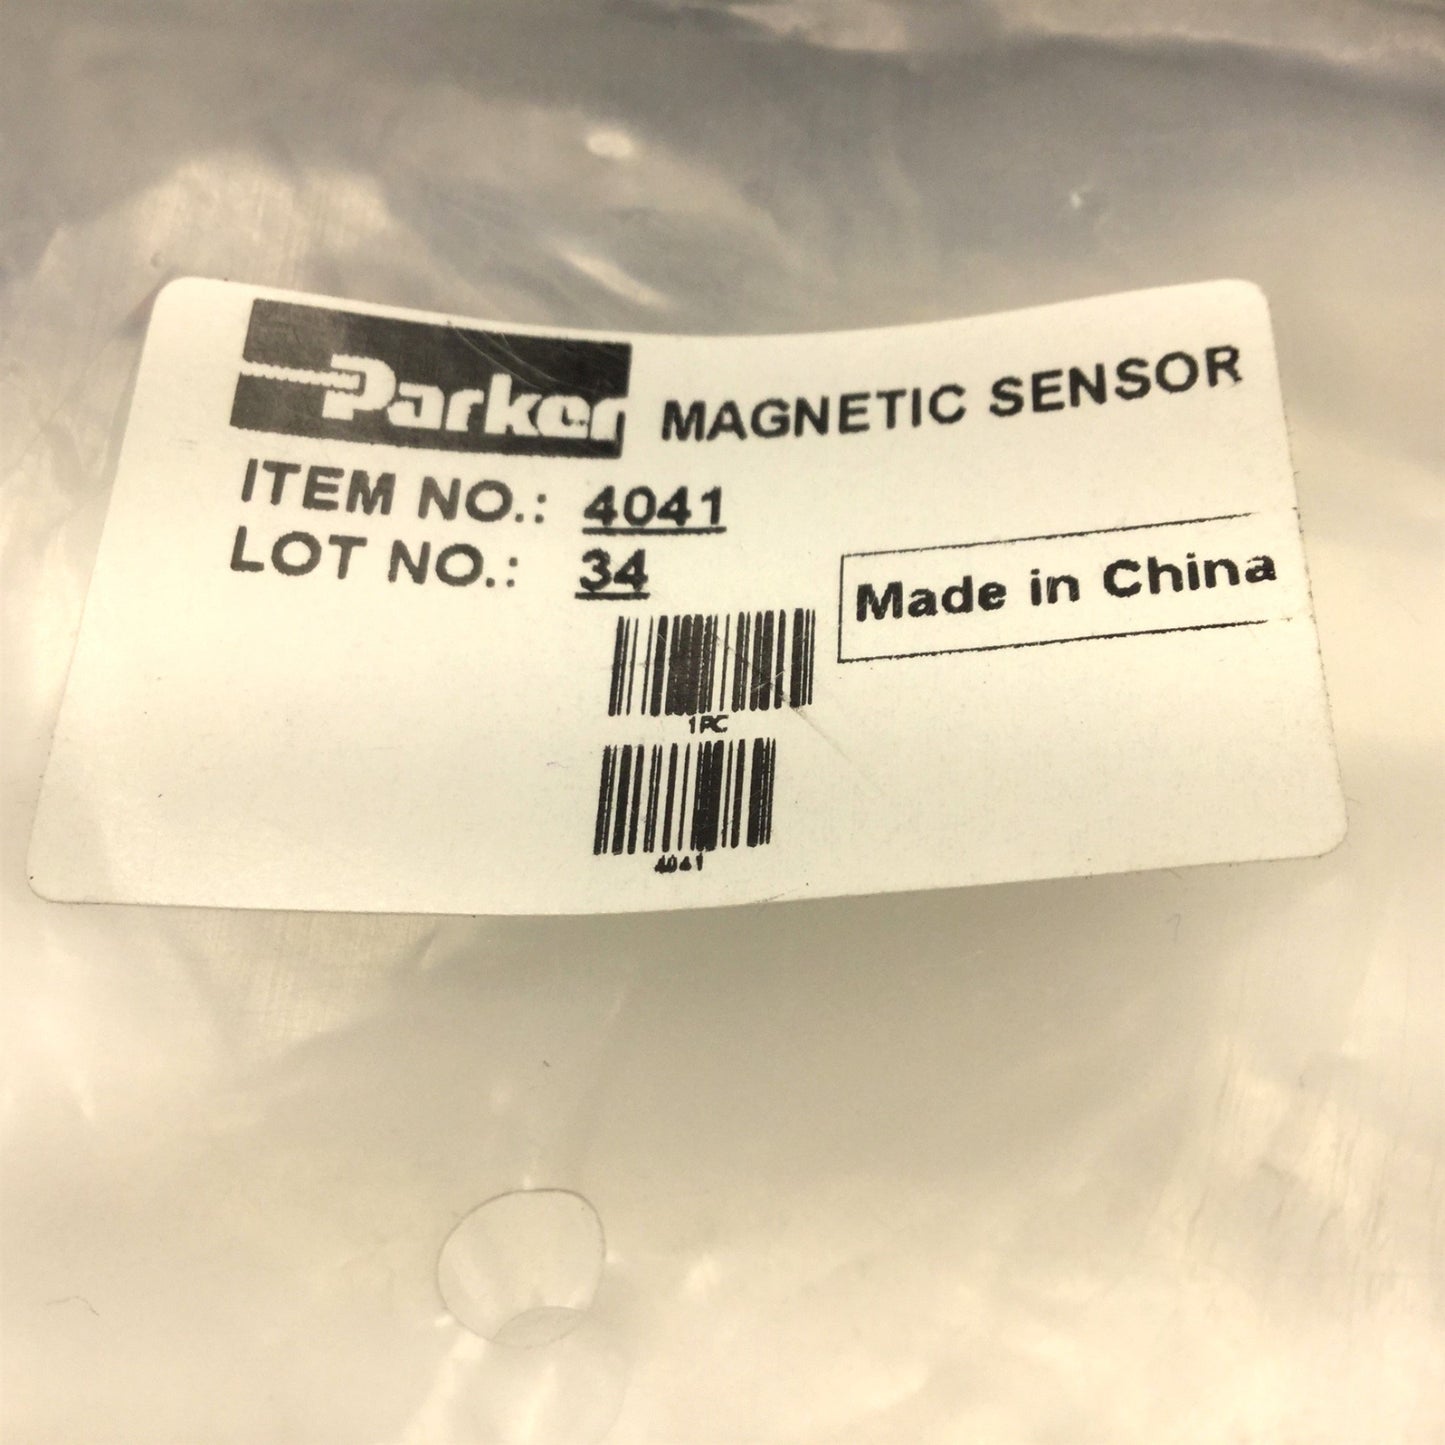 Parker MAGNETIC SENSOR
ITEM NO.: 4041
LOT NO.: 34
Made in China
1PC
4041